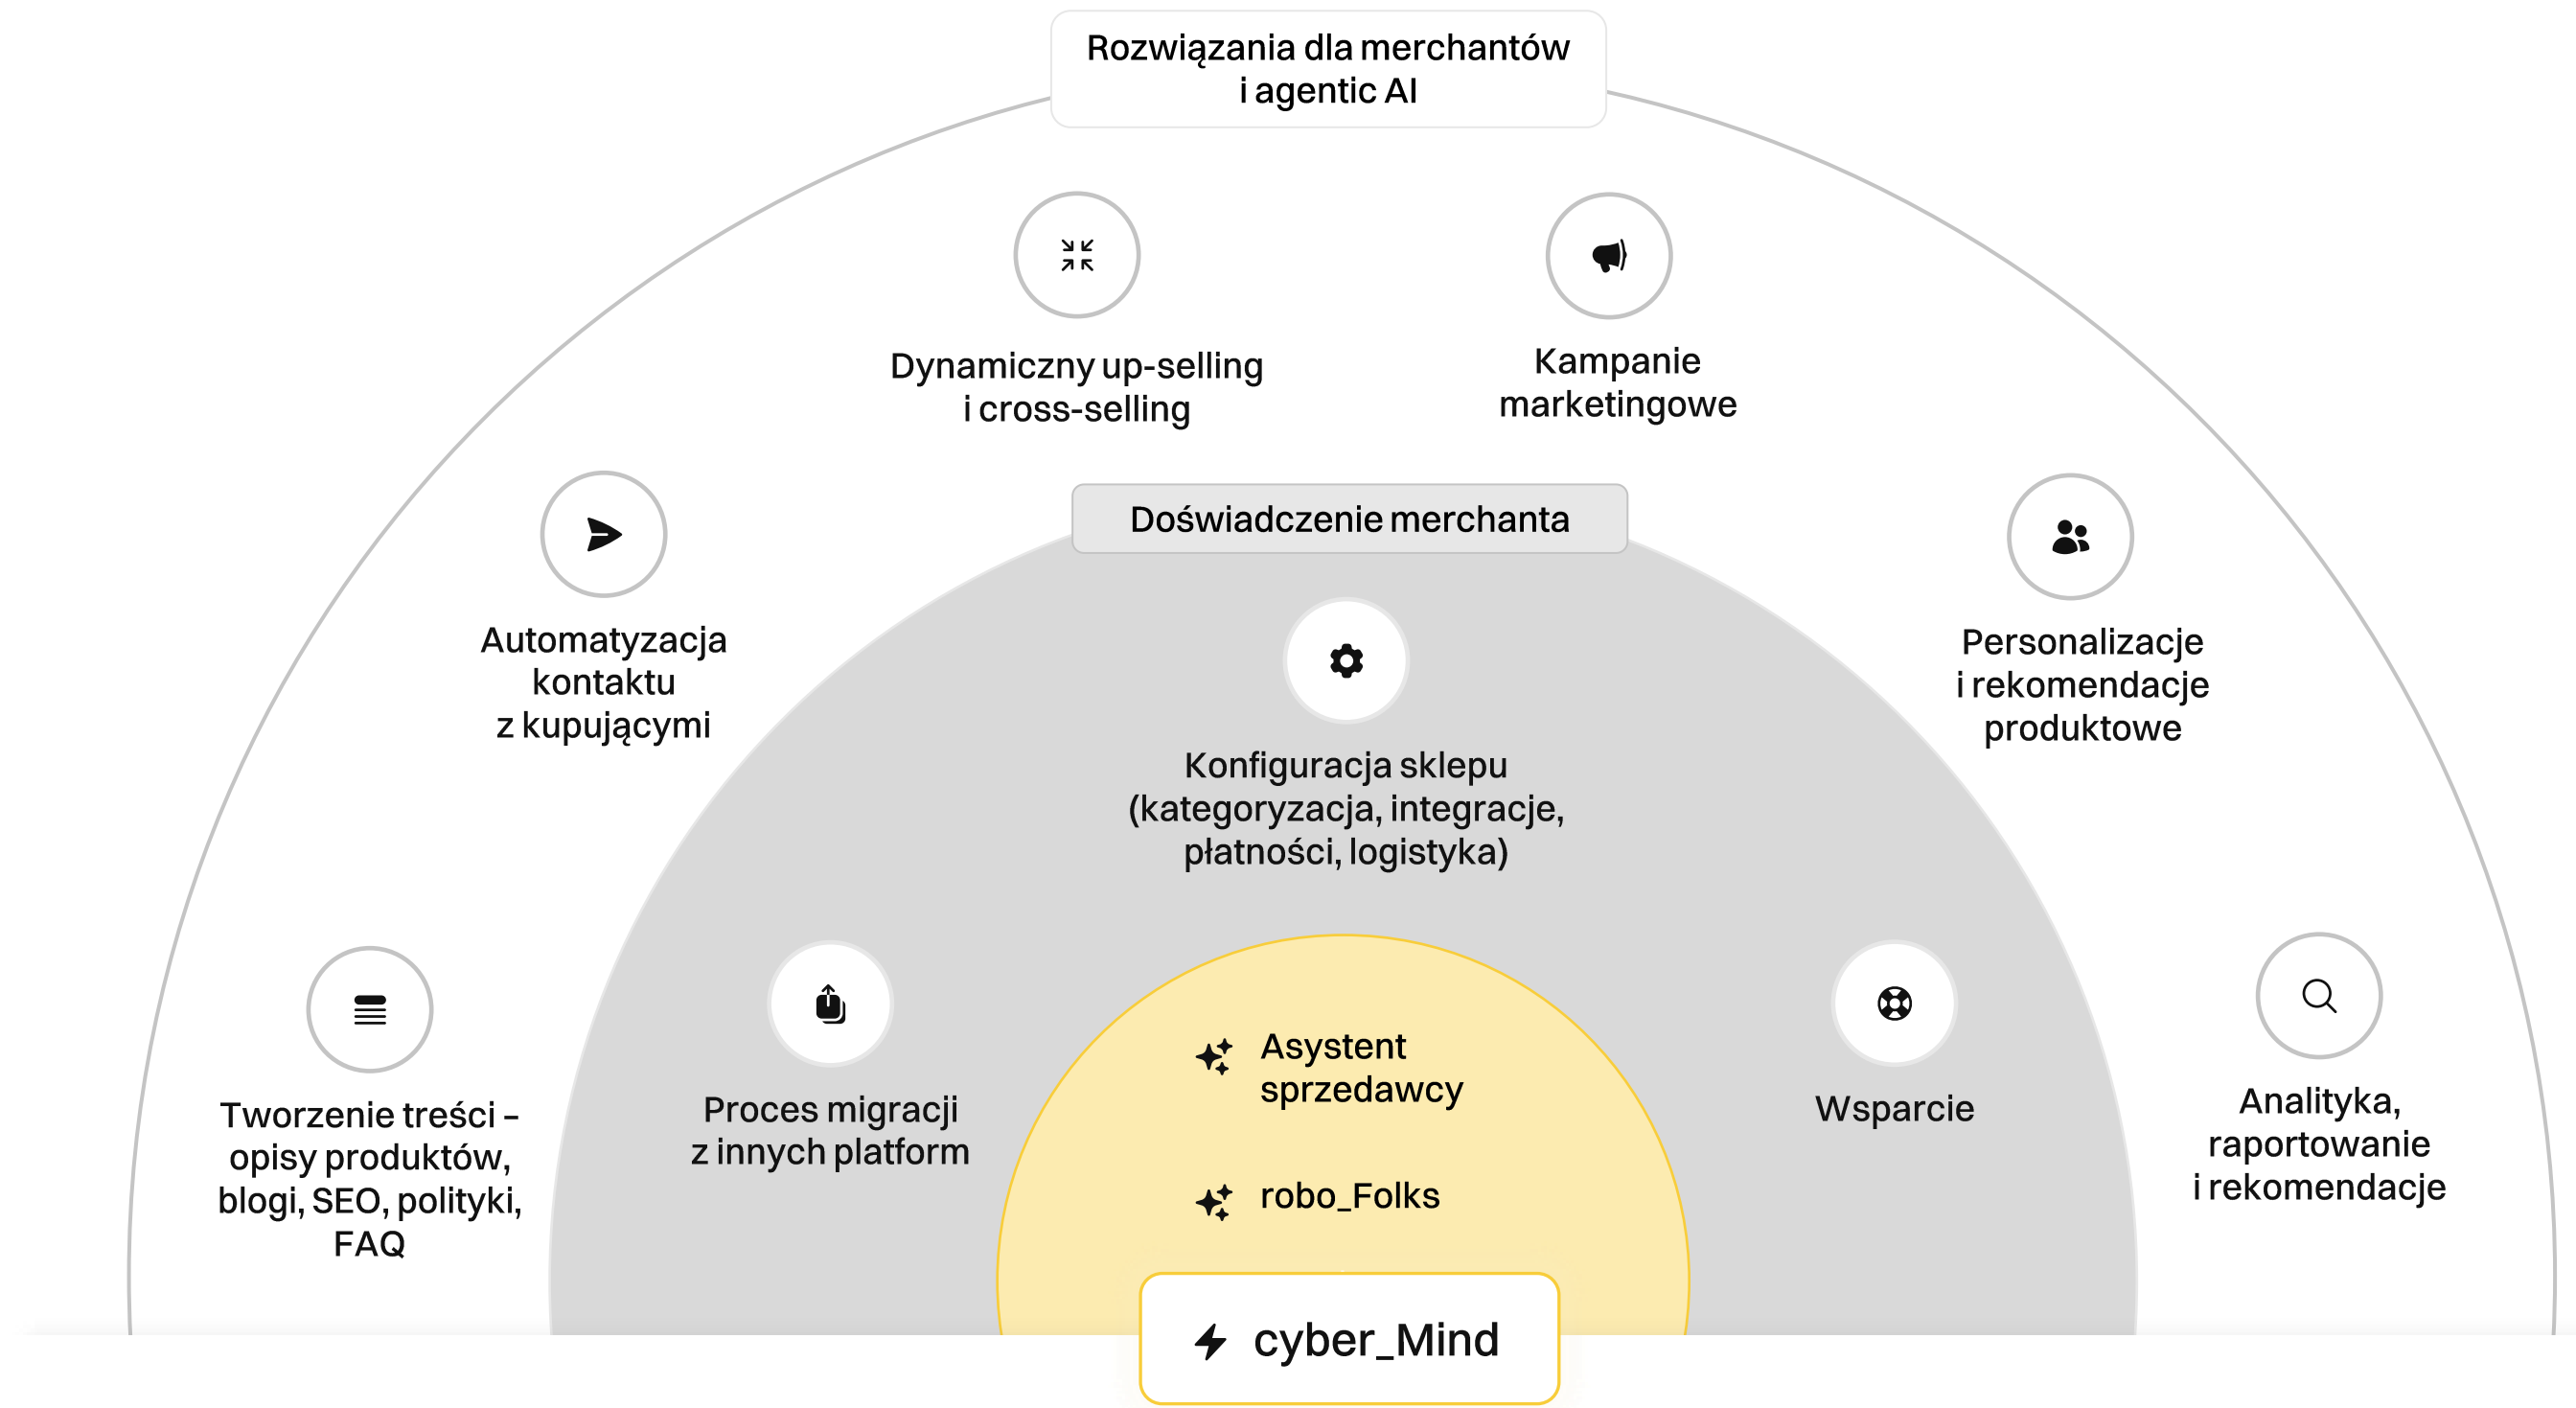 Rozwiązania dla merchantów
i agentic AI
Dynamiczny up-selling
i cross-selling
Kampanie
marketingowe
Automatyzacja
kontaktu
z kupującymi
Doświadczenie merchanta
Personalizacje
i rekomendacje
produktowe
Konfiguracja sklepu
(kategoryzacja, integracje,
płatności, logistyka)
Tworzenie treści –
opisy produktów,
blogi, SEO, polityki,
FAQ
Proces migracji
z innych platform
Asystent
sprzedawcy
robo_Folks
Wsparcie
Analityka,
raportowanie
i rekomendacje
cyber_Mind